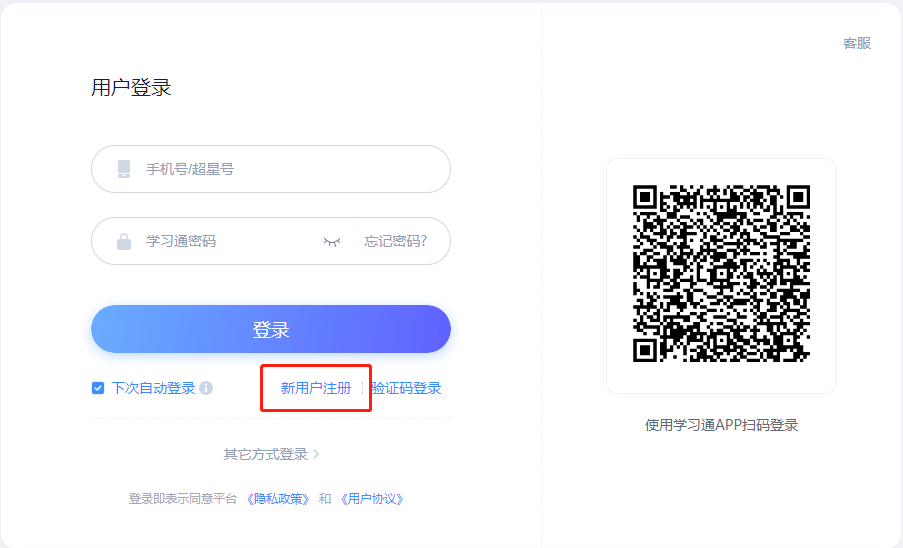 客服
用户登录
手机号/超星号
学习通密码 忘记密码?
登录
下次自动登录 新用户注册 验证码登录
使用学习通APP扫码登录
其它方式登录
登录即表示同意平台 《隐私政策》 和 《用户协议》